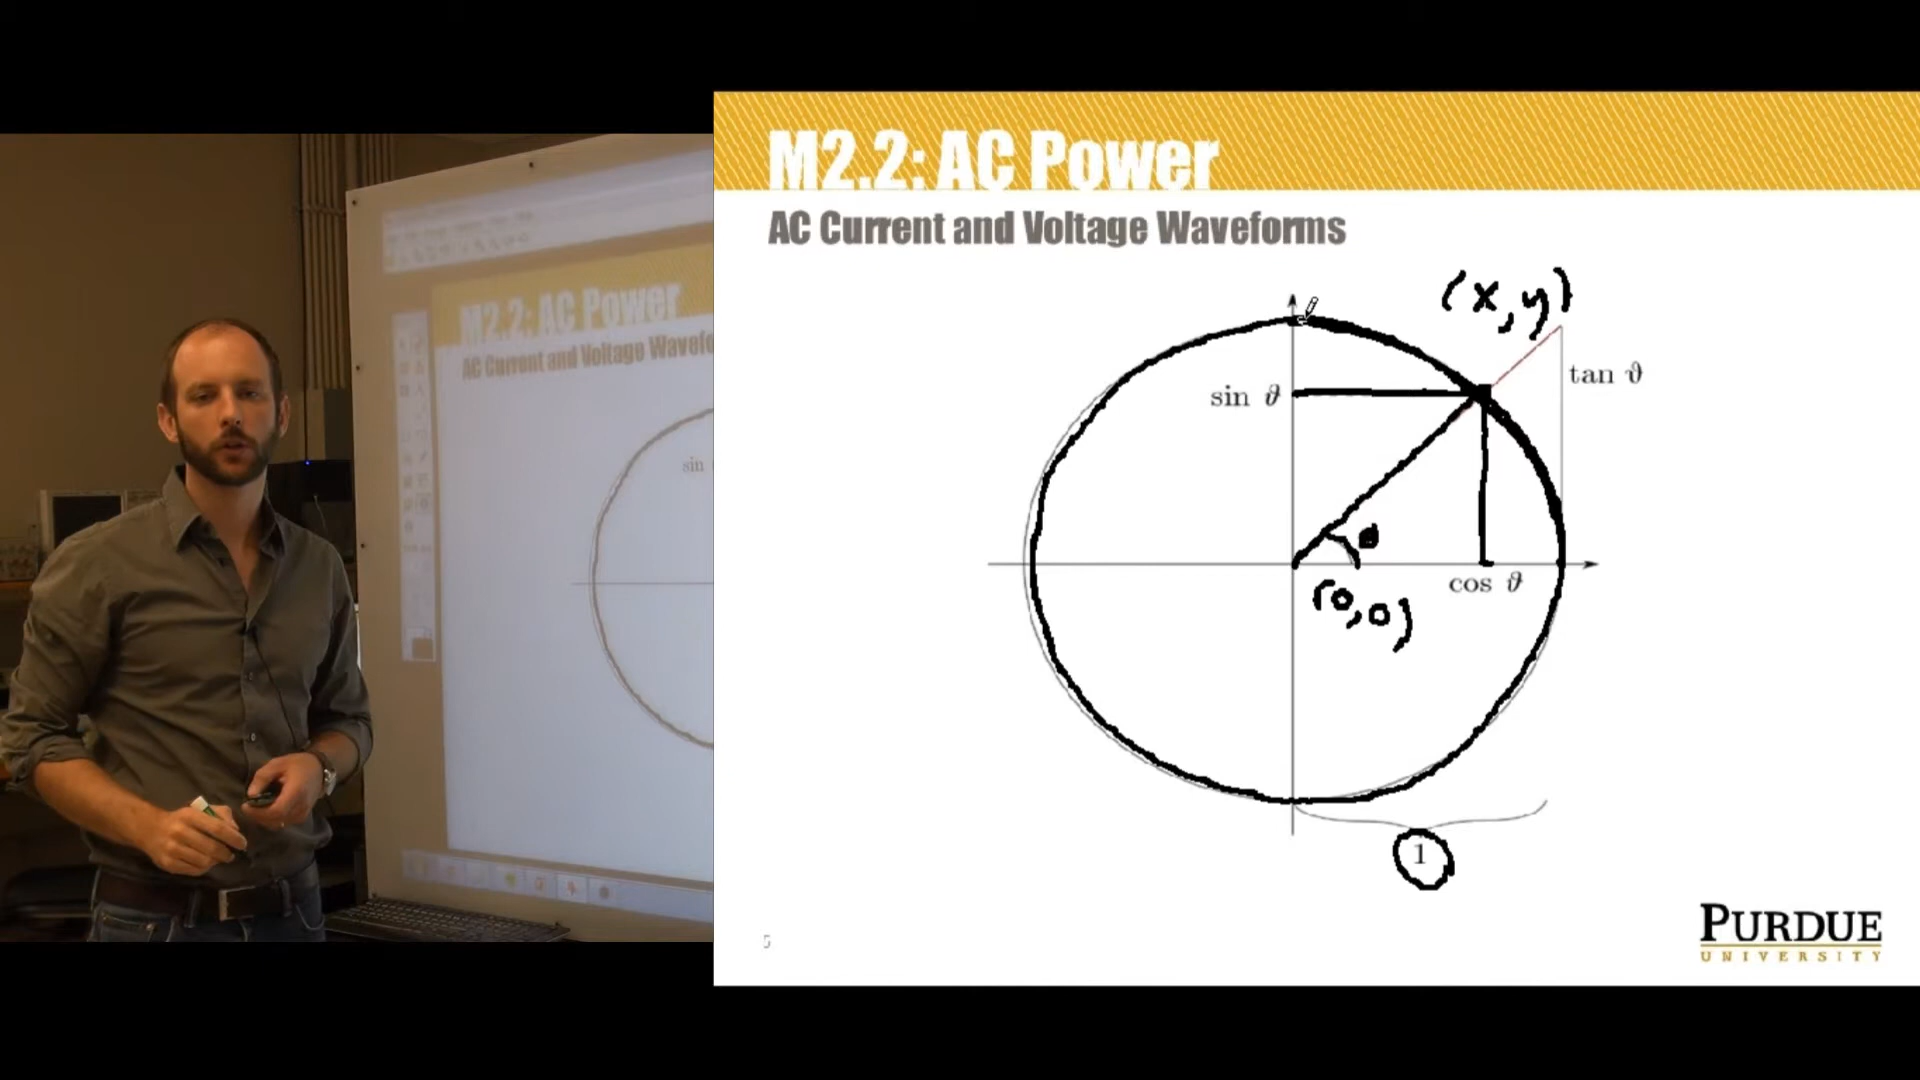 M2.2: AC Power
AC Current and Voltage Waveforms
(x,y)
tan ϑ
sin ϑ
θ
cos ϑ
(0,0)
1
5
PURDUE
UNIVERSITY
M2.2: AC Power
AC Current and Voltage Wavefo
sin